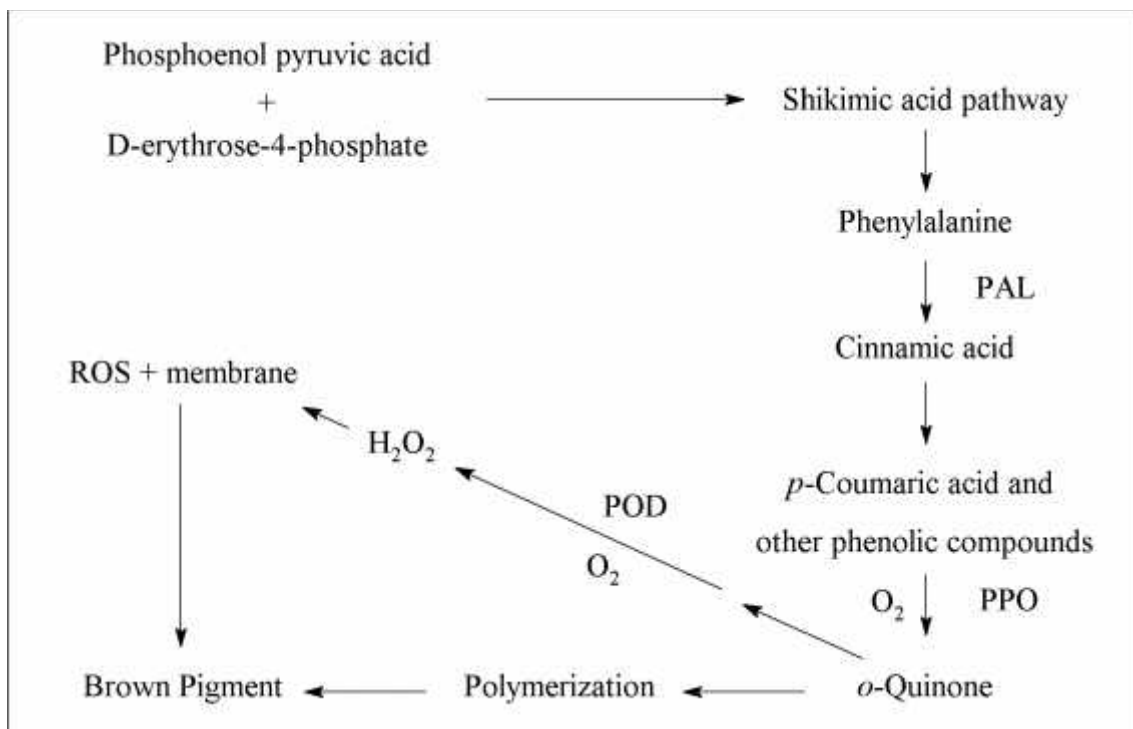 Phosphoenol pyruvic acid
+
D-erythrose-4-phosphate
Shikimic acid pathway
Phenylalanine
PAL
Cinnamic acid
p-Coumaric acid and
other phenolic compounds
O₂ PPO
o-Quinone
POD
O₂
H₂O₂
ROS + membrane
Polymerization
Brown Pigment